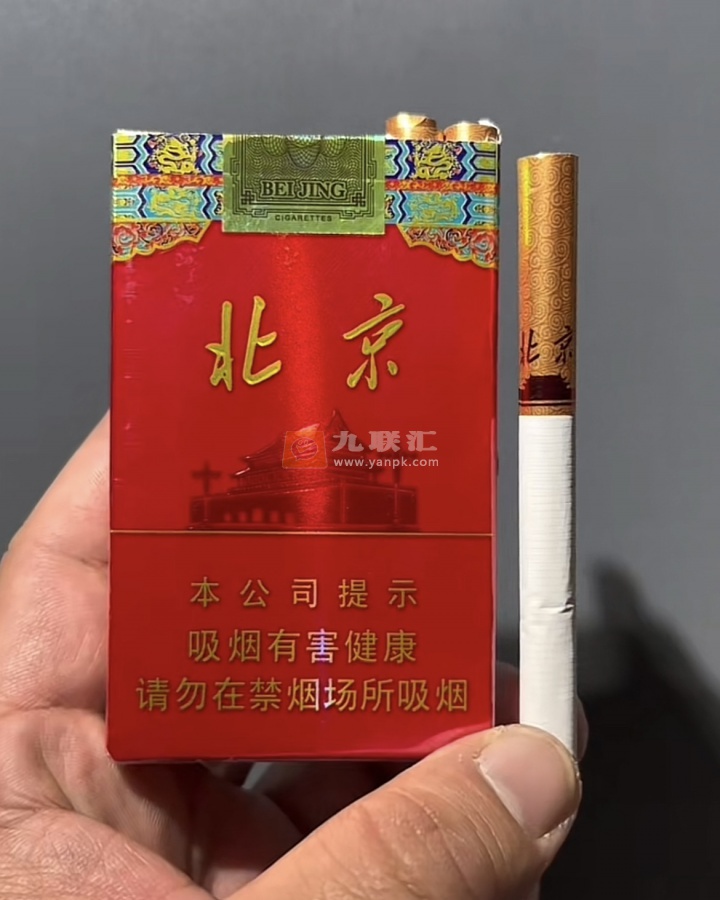 BEIJING
CIGARETTES
北京
北京
九联汇
www.yanpk.com
本公司提示
吸烟有害健康
请勿在禁烟场所吸烟